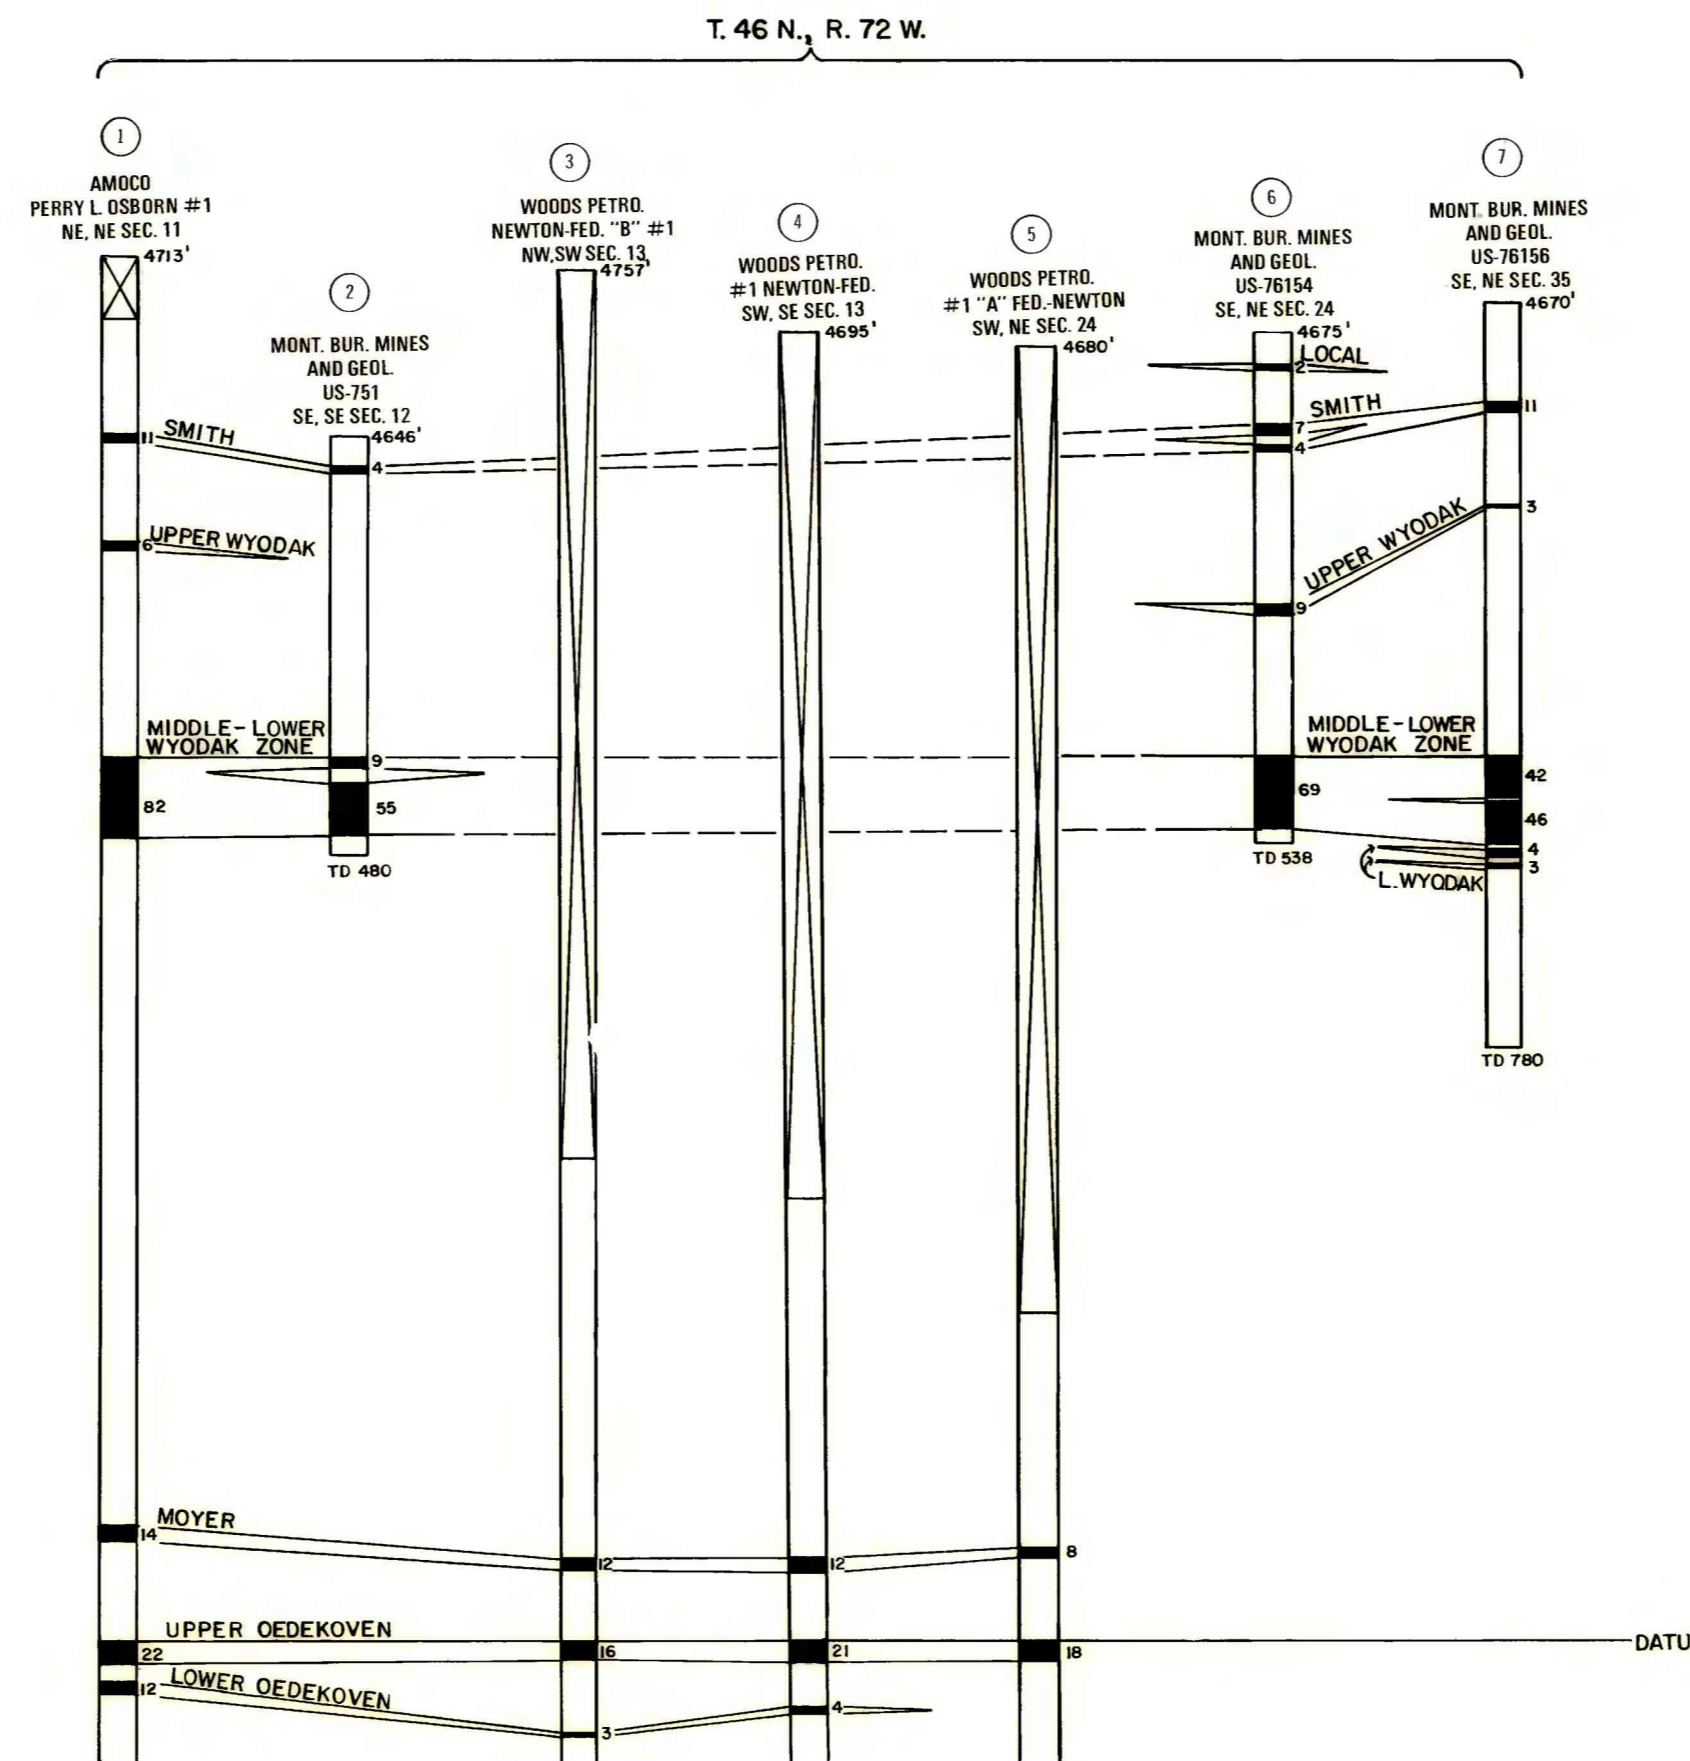 T. 46 N., R. 72 W.
1
AMOCO
PERRY L. OSBORN #1
NE, NE SEC. 11
4713'
2
MONT. BUR. MINES
AND GEOL.
US-751
SE, SE SEC. 12
4646'
3
WOODS PETRO.
NEWTON-FED. "B" #1
NW,SW SEC. 13
4757'
4
WOODS PETRO.
#1 NEWTON-FED.
SW, SE SEC. 13
4695'
5
WOODS PETRO.
#1 "A" FED.-NEWTON
SW, NE SEC. 24
4680'
6
MONT. BUR. MINES
AND GEOL.
US-76154
SE, NE SEC. 24
4675'
7
MONT. BUR. MINES
AND GEOL.
US-76156
SE, NE SEC. 35
4670'
LOCAL
2
11 SMITH
4
SMITH
7
4
11
6 UPPER WYODAK
UPPER WYODAK
9
3
MIDDLE-LOWER
WYODAK ZONE
9
82
55
TD 480
MIDDLE-LOWER
WYODAK ZONE
69
42
46
4
3
TD 538
L. WYODAK
TD 780
MOYER
14
12
12
8
UPPER OEDEKOVEN
22
16
21
18
DATU
LOWER OEDEKOVEN
12
3
4